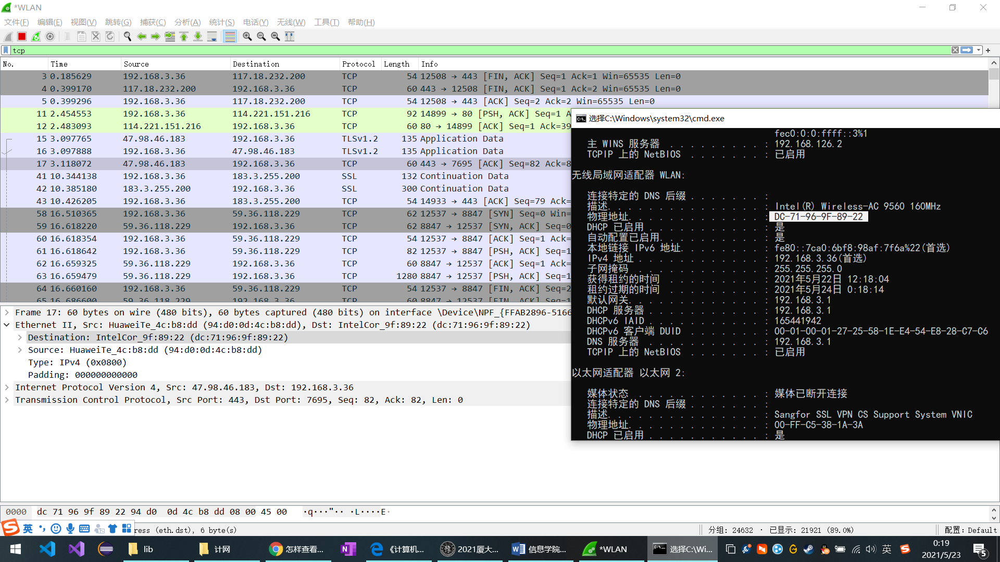 *WLAN
文件(F) 编辑(E) 视图(V) 跳转(G) 捕获(C) 分析(A) 统计(S) 电话(Y) 无线(W) 工具(T) 帮助(H)
tcp
No. Time Source Destination Protocol Length Info
3 0.185629 192.168.3.36 117.18.232.200 TCP 54 12508 → 443 [FIN, ACK] Seq=1 Ack=1 Win=65535 Len=0
4 0.399170 117.18.232.200 192.168.3.36 TCP 60 443 → 12508 [FIN, ACK] Seq=1 Ack=2 Win=65535 Len=0
5 0.399296 192.168.3.36 117.18.232.200 TCP 54 12508 → 443 [ACK] Seq=2 Ack=2 Win=65535 Len=0
11 2.454553 192.168.3.36 114.221.151.216 TCP 92 14899 → 80 [PSH, ACK] Seq=1 A
12 2.483093 114.221.151.216 192.168.3.36 TCP 60 80 → 14899 [ACK] Seq=1 Ack=39
15 3.097765 47.98.46.183 192.168.3.36 TLSv1.2 135 Application Data
16 3.097888 192.168.3.36 47.98.46.183 TLSv1.2 135 Application Data
17 3.118072 47.98.46.183 192.168.3.36 TCP 60 443 → 7695 [ACK] Seq=82 Ack=8
41 10.344138 192.168.3.36 183.3.255.200 SSL 132 Continuation Data
42 10.385180 183.3.255.200 192.168.3.36 SSL 300 Continuation Data
43 10.426205 192.168.3.36 183.3.255.200 TCP 54 14933 → 443 [ACK] Seq=79 Ack=
58 16.510365 192.168.3.36 59.36.118.229 TCP 62 12537 → 8847 [SYN] Seq=0 Win=
59 16.618220 59.36.118.229 192.168.3.36 TCP 62 8847 → 12537 [SYN, ACK] Seq=0
60 16.618354 192.168.3.36 59.36.118.229 TCP 54 12537 → 8847 [ACK] Seq=1 Ack=
61 16.618642 192.168.3.36 59.36.118.229 TCP 82 12537 → 8847 [PSH, ACK] Seq=1
62 16.659325 59.36.118.229 192.168.3.36 TCP 60 8847 → 12537 [ACK] Seq=1 Ack=
63 16.659479 59.36.118.229 192.168.3.36 TCP 1280 8847 → 12537 [PSH, ACK] Seq=1
64 16.660160 192.168.3.36 59.36.118.229 TCP 54 12537 → 8847 [FIN, ACK] Seq=2
65 16.686600 59.36.118.229 192.168.3.36 TCP 60 8847 → 12537 [FIN, ACK] Seq=1
Frame 17: 60 bytes on wire (480 bits), 60 bytes captured (480 bits) on interface \Device\NPF_{FFAB2896-5166
Ethernet II, Src: HuaweiTe_4c:b8:dd (94:d0:0d:4c:b8:dd), Dst: IntelCor_9f:89:22 (dc:71:96:9f:89:22)
Destination: IntelCor_9f:89:22 (dc:71:96:9f:89:22)
Source: HuaweiTe_4c:b8:dd (94:d0:0d:4c:b8:dd)
Type: IPv4 (0x0800)
Padding: 000000000000
Internet Protocol Version 4, Src: 47.98.46.183, Dst: 192.168.3.36
Transmission Control Protocol, Src Port: 443, Dst Port: 7695, Seq: 82, Ack: 82, Len: 0
选择C:\Windows\system32\cmd.exe
fec0:0:0:ffff::3%1
主 WINS 服务器 . . . . . . . . . : 192.168.126.2
TCPIP 上的 NetBIOS . . . . . . . : 已启用
无线局域网适配器 WLAN:
连接特定的 DNS 后缀 . . . . . . . :
描述. . . . . . . . . . . . . . . : Intel(R) Wireless-AC 9560 160MHz
物理地址. . . . . . . . . . . . . : DC-71-96-9F-89-22
DHCP 已启用 . . . . . . . . . . . : 是
自动配置已启用. . . . . . . . . . : 是
本地链接 IPv6 地址. . . . . . . . : fe80::7ca0:6bf8:98af:7f6a%22(首选)
IPv4 地址 . . . . . . . . . . . . : 192.168.3.36(首选)
子网掩码 . . . . . . . . . . . . : 255.255.255.0
获得租约的时间 . . . . . . . . . : 2021年5月22日 12:18:04
租约过期的时间 . . . . . . . . . : 2021年5月24日 0:18:14
默认网关. . . . . . . . . . . . . : 192.168.3.1
DHCP 服务器 . . . . . . . . . . . : 192.168.3.1
DHCPv6 IAID . . . . . . . . . . . : 165441942
DHCPv6 客户端 DUID . . . . . . . : 00-01-00-01-27-25-58-1E-E4-54-E8-28-C7-C6
DNS 服务器 . . . . . . . . . . . : 192.168.3.1
TCPIP 上的 NetBIOS . . . . . . . : 已启用
以太网适配器 以太网 2:
媒体状态 . . . . . . . . . . . . : 媒体已断开连接
连接特定的 DNS 后缀 . . . . . . . :
描述. . . . . . . . . . . . . . . : Sangfor SSL VPN CS Support System VNIC
物理地址. . . . . . . . . . . . . : 00-FF-C5-38-1A-3A
DHCP 已启用 . . . . . . . . . . . : 是
0000 dc 71 96 9f 89 22 94 d0 0d 4c b8 dd 08 00 45 00 ·q···"·· ·L····E·
英
ress (eth.dst), 6 byte(s)
分组: 24632 · 已显示: 21921 (89.0%)
配置: Default
lib
计网
怎样查看...
《计算机...
2021厦大...
信息学院...
*WLAN
选择C:\Wi...
英
0:19
2021/5/23
5